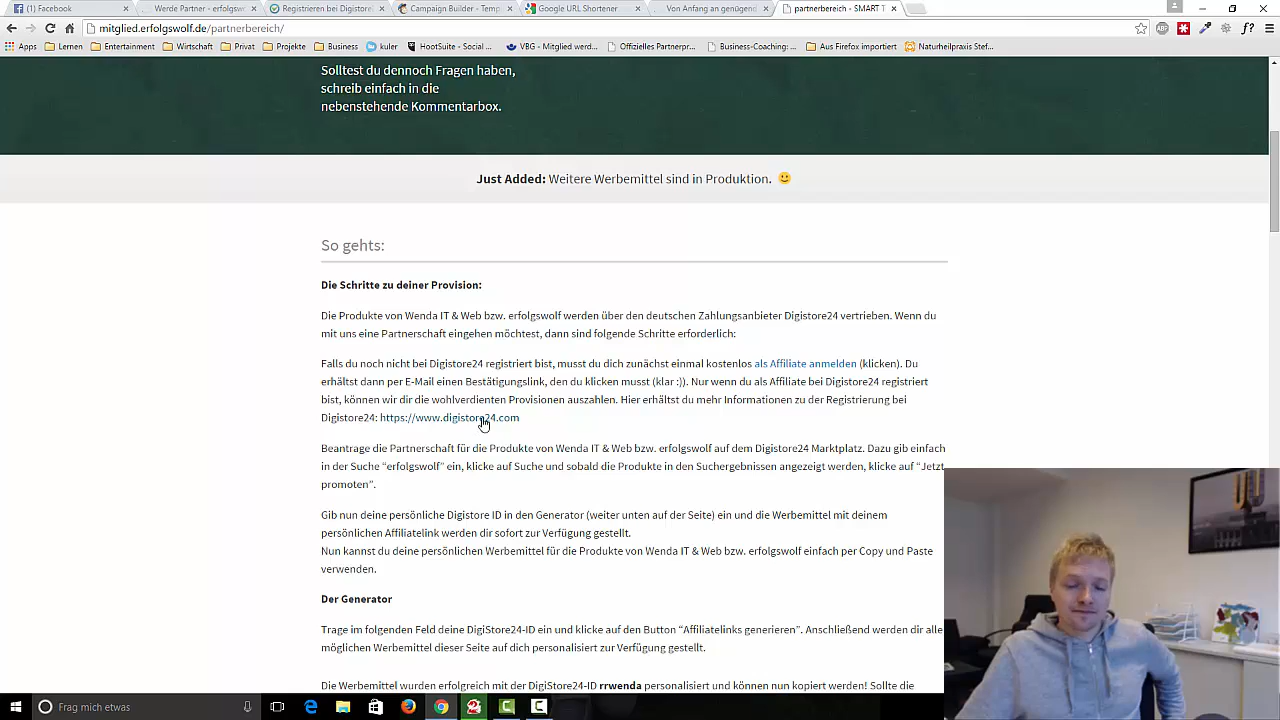 (1) Facebook
Werde Partner - erfolgsw
Registrieren bei Digistore
Campaign Builder - Temp
Google URL Shortener
Von Anfang an genügend
partnerbereich - SMART T
mitglied.erfolgswolf.de/partnerbereich/
Apps
Lernen
Entertainment
Wirtschaft
Privat
Projekte
Business
kuler
HootSuite - Socia...
VBG - Mitglied werd...
Offizielles Partnerpr...
Business-Coaching: ...
Aus Firefox importiert
Naturheilpraxis Stef...
Solltest du dennoch Fragen haben,
schreib einfach in die
nebenstehende Kommentarbox.
Just Added: Weitere Werbemittel sind in Produktion.
So gehts:
Die Schritte zu deiner Provision:
Die Produkte von Wenda IT & Web bzw. erfolgswolf werden über den deutschen Zahlungsanbieter Digistore24 vertrieben. Wenn du
mit uns eine Partnerschaft eingehen möchtest, dann sind folgende Schritte erforderlich:
Falls du noch nicht bei Digistore24 registriert bist, musst du dich zunächst einmal kostenlos als Affiliate anmelden (klicken). Du
erhältst dann per E-Mail einen Bestätigungslink, den du klicken musst (klar :)). Nur wenn du als Affiliate bei Digistore24 registriert
bist, können wir dir die wohlverdienten Provisionen auszahlen. Hier erhältst du mehr Informationen zu der Registrierung bei
Digistore24: https://www.digistore24.com
Beantrage die Partnerschaft für die Produkte von Wenda IT & Web bzw. erfolgswolf auf dem Digistore24 Marktplatz. Dazu gib einfach
in der Suche “erfolgswolf” ein, klicke auf Suche und sobald die Produkte in den Suchergebnissen angezeigt werden, klicke auf “Jetzt
promoten”.
Gib nun deine persönliche Digistore ID in den Generator (weiter unten auf der Seite) ein und die Werbemittel mit deinem
persönlichen Affiliatelink werden dir sofort zur Verfügung gestellt.
Nun kannst du deine persönlichen Werbemittel für die Produkte von Wenda IT & Web bzw. erfolgswolf einfach per Copy und Paste
verwenden.
Der Generator
Trage im folgenden Feld deine DigiStore24-ID ein und klicke auf den Button “Affiliatelinks generieren”. Anschließend werden dir alle
möglichen Werbemittel dieser Seite auf dich personalisiert zur Verfügung gestellt.
Die Werbemittel wurden erfolgreich mit der DigiStore24-ID rrwenda personalisiert und können nun kopiert werden! Sollte die
Frag mich etwas